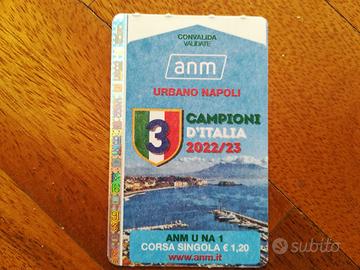 CONVALIDA
VALIDATE
anm
URBANO NAPOLI
3
CAMPIONI
D'ITALIA
2022/23
ANM U NA 1
CORSA SINGOLA € 1,20
www.anm.it
subito